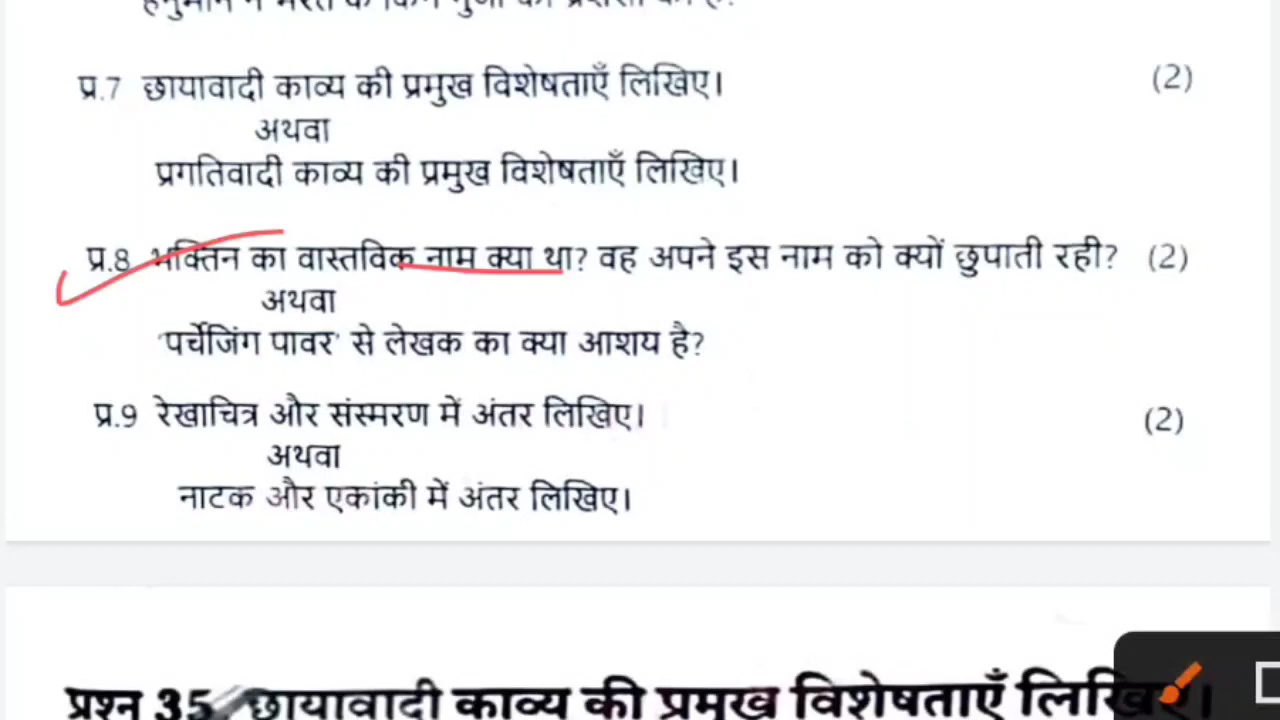 प्र.7 छायावादी काव्य की प्रमुख विशेषताएँ लिखिए। (2)
अथवा
प्रगतिवादी काव्य की प्रमुख विशेषताएँ लिखिए।
प्र.8 भक्तिन का वास्तविक नाम क्या था? वह अपने इस नाम को क्यों छुपाती रही? (2)
अथवा
'पर्चेजिंग पावर' से लेखक का क्या आशय है?
प्र.9 रेखाचित्र और संस्मरण में अंतर लिखिए। (2)
अथवा
नाटक और एकांकी में अंतर लिखिए।
प्रश्न 35 छायावादी काव्य की प्रमुख विशेषताएँ लिखिए।